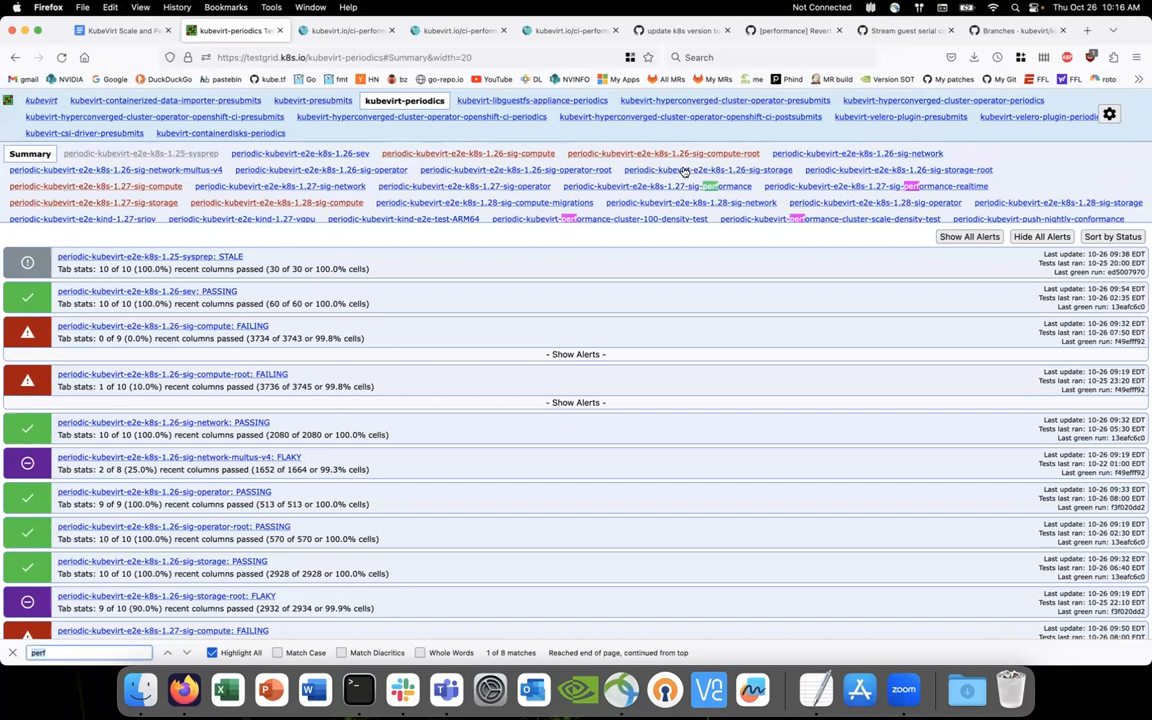 Firefox File Edit View History Bookmarks Tools Window Help Not Connected Thu Oct 26 10:16 AM
KubeVirt Scale and Pe kubevirt-periodics Te kubevirt.io/ci-perform kubevirt.io/ci-perform kubevirt.io/ci-perform update k8s version to [performance] Revert Stream guest serial co Branches · kubevirt/k
https://testgrid.k8s.io/kubevirt-periodics#Summary&width=20 Search
gmail NVIDIA Google DuckDuckGo pastebin kube.tf Go Playground bz go-repo.io YouTube DL NVINFO My Apps All MRs My MRs me Phind MR build Version SOT My patches My Git FFL FFL roto
kubevirt kubevirt-containerized-data-importer-presubmits kubevirt-presubmits kubevirt-periodics kubevirt-libguestfs-appliance-periodics kubevirt-hyperconverged-cluster-operator-presubmits kubevirt-hyperconverged-cluster-operator-periodics
kubevirt-hyperconverged-cluster-operator-openshift-ci-presubmits kubevirt-hyperconverged-cluster-operator-openshift-ci-periodics kubevirt-hyperconverged-cluster-operator-openshift-ci-postsubmits kubevirt-velero-plugin-presubmits kubevirt-velero-plugin-periodic
kubevirt-csi-driver-presubmits kubevirt-containerdisks-periodics
Summary periodic-kubevirt-e2e-k8s-1.25-sysprep periodic-kubevirt-e2e-k8s-1.26-sev periodic-kubevirt-e2e-k8s-1.26-sig-compute periodic-kubevirt-e2e-k8s-1.26-sig-compute-root periodic-kubevirt-e2e-k8s-1.26-sig-network
periodic-kubevirt-e2e-k8s-1.26-sig-network-multus-v4 periodic-kubevirt-e2e-k8s-1.26-sig-operator periodic-kubevirt-e2e-k8s-1.26-sig-operator-root periodic-kubevirt-e2e-k8s-1.26-sig-storage periodic-kubevirt-e2e-k8s-1.26-sig-storage-root
periodic-kubevirt-e2e-k8s-1.27-sig-compute periodic-kubevirt-e2e-k8s-1.27-sig-network periodic-kubevirt-e2e-k8s-1.27-sig-operator periodic-kubevirt-e2e-k8s-1.27-sig-performance periodic-kubevirt-e2e-k8s-1.27-sig-performance-realtime
periodic-kubevirt-e2e-k8s-1.27-sig-storage periodic-kubevirt-e2e-k8s-1.28-sig-compute periodic-kubevirt-e2e-k8s-1.28-sig-compute-migrations periodic-kubevirt-e2e-k8s-1.28-sig-network periodic-kubevirt-e2e-k8s-1.28-sig-operator periodic-kubevirt-e2e-k8s-1.28-sig-storage
periodic-kubevirt-e2e-kind-1.27-sriov periodic-kubevirt-e2e-kind-1.27-vgpu periodic-kubevirt-kind-e2e-test-ARM64 periodic-kubevirt-performance-cluster-100-density-test periodic-kubevirt-performance-cluster-scale-density-test periodic-kubevirt-push-nightly-conformance
Show All Alerts Hide All Alerts Sort by Status
periodic-kubevirt-e2e-k8s-1.25-sysprep: STALE Last update: 10-26 09:38 EDT
Tab stats: 10 of 10 (100.0%) recent columns passed (30 of 30 or 100.0% cells) Tests last ran: 10-25 20:00 EDT
Last green run: ed5007970
periodic-kubevirt-e2e-k8s-1.26-sev: PASSING Last update: 10-26 09:54 EDT
Tab stats: 10 of 10 (100.0%) recent columns passed (60 of 60 or 100.0% cells) Tests last ran: 10-26 02:35 EDT
Last green run: 13eafc6c0
periodic-kubevirt-e2e-k8s-1.26-sig-compute: FAILING Last update: 10-26 09:32 EDT
Tab stats: 0 of 9 (0.0%) recent columns passed (3734 of 3743 or 99.8% cells) Tests last ran: 10-26 07:50 EDT
Last green run: f49efff92
- Show Alerts -
periodic-kubevirt-e2e-k8s-1.26-sig-compute-root: FAILING Last update: 10-26 09:19 EDT
Tab stats: 1 of 10 (10.0%) recent columns passed (3736 of 3745 or 99.8% cells) Tests last ran: 10-25 23:20 EDT
Last green run: f49efff92
- Show Alerts -
periodic-kubevirt-e2e-k8s-1.26-sig-network: PASSING Last update: 10-26 09:32 EDT
Tab stats: 10 of 10 (100.0%) recent columns passed (2080 of 2080 or 100.0% cells) Tests last ran: 10-26 05:30 EDT
Last green run: 13eafc6c0
periodic-kubevirt-e2e-k8s-1.26-sig-network-multus-v4: FLAKY Last update: 10-26 09:19 EDT
Tab stats: 2 of 8 (25.0%) recent columns passed (1652 of 1664 or 99.3% cells) Tests last ran: 10-22 01:00 EDT
Last green run: f49efff92
periodic-kubevirt-e2e-k8s-1.26-sig-operator: PASSING Last update: 10-26 09:33 EDT
Tab stats: 9 of 9 (100.0%) recent columns passed (513 of 513 or 100.0% cells) Tests last ran: 10-26 08:00 EDT
Last green run: f3f020dd2
periodic-kubevirt-e2e-k8s-1.26-sig-operator-root: PASSING Last update: 10-26 09:19 EDT
Tab stats: 10 of 10 (100.0%) recent columns passed (570 of 570 or 100.0% cells) Tests last ran: 10-26 02:30 EDT
Last green run: 13eafc6c0
periodic-kubevirt-e2e-k8s-1.26-sig-storage: PASSING Last update: 10-26 09:32 EDT
Tab stats: 10 of 10 (100.0%) recent columns passed (2928 of 2928 or 100.0% cells) Tests last ran: 10-26 06:40 EDT
Last green run: 13eafc6c0
periodic-kubevirt-e2e-k8s-1.26-sig-storage-root: FLAKY Last update: 10-26 09:19 EDT
Tab stats: 9 of 10 (90.0%) recent columns passed (2932 of 2934 or 99.9% cells) Tests last ran: 10-25 22:10 EDT
Last green run: 13eafc6c0
periodic-kubevirt-e2e-k8s-1.27-sig-compute: FAILING Last update: 10-26 09:50 EDT
perf Highlight All Match Case Match Diacritics Whole Words 1 of 8 matches Reached end of page, continued from top
zoom